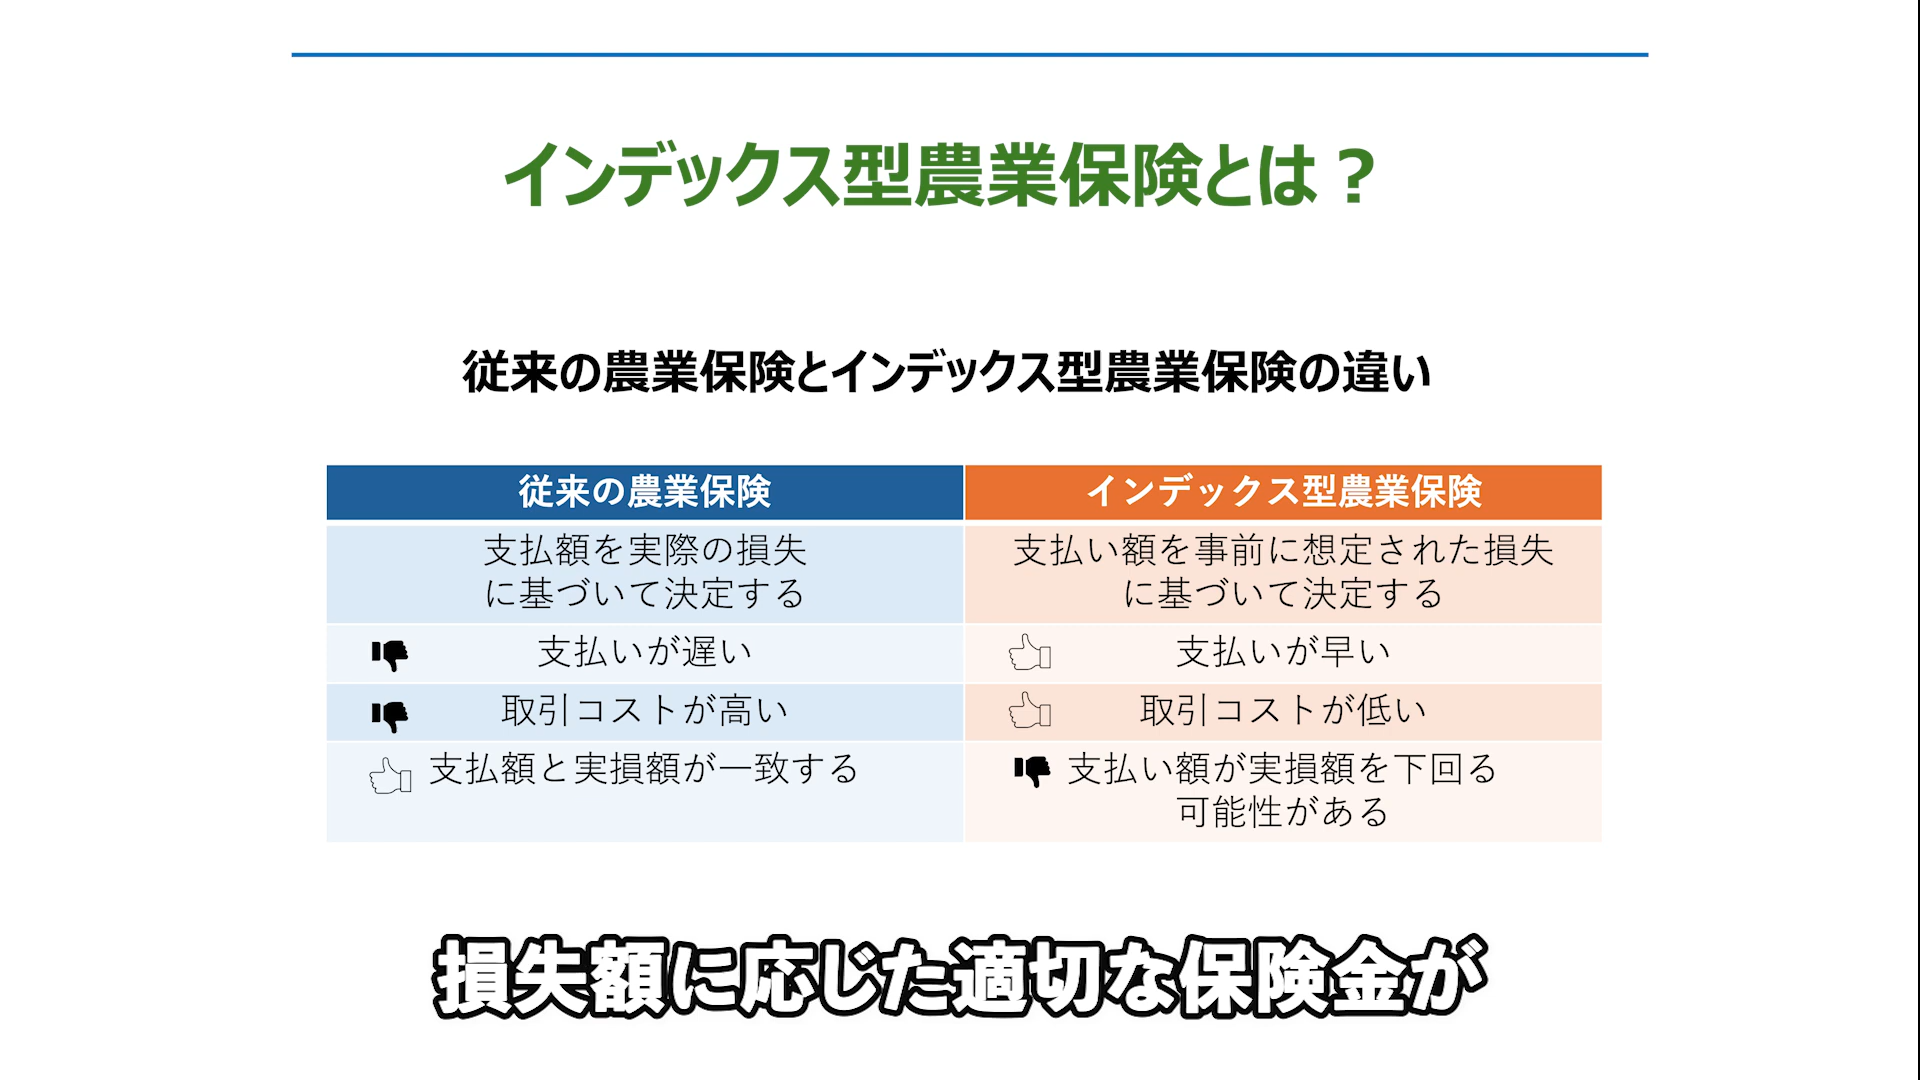 インデックス型農業保険とは？
従来の農業保険とインデックス型農業保険の違い
従来の農業保険
インデックス型農業保険
支払額を実際の損失
に基づいて決定する
支払い額を事前に想定された損失
に基づいて決定する
支払いが遅い
支払いが早い
取引コストが高い
取引コストが低い
支払額と実損額が一致する
支払い額が実損額を下回る
可能性がある
損失額に応じた適切な保険金が